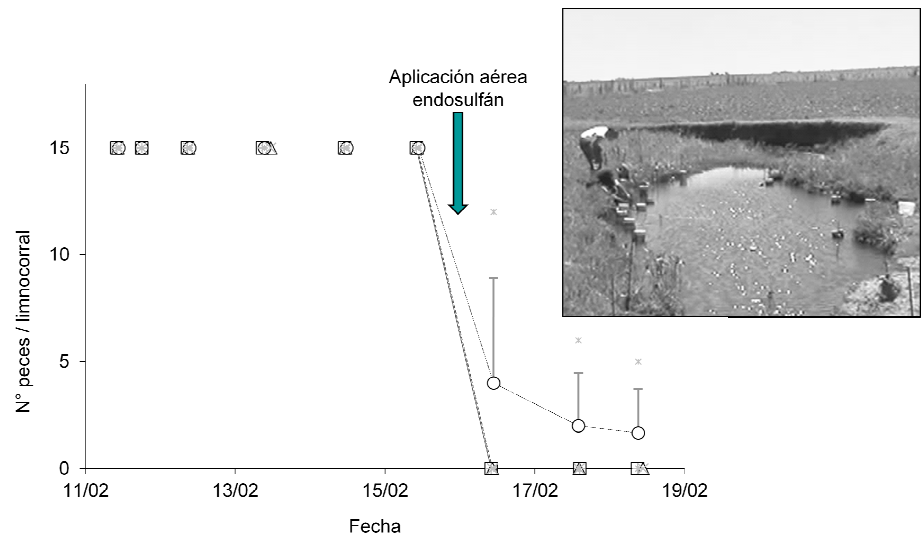 Aplicación aérea
endosulfán
N° peces / limnocorral
15
10
5
0
11/02
13/02
15/02
17/02
19/02
Fecha